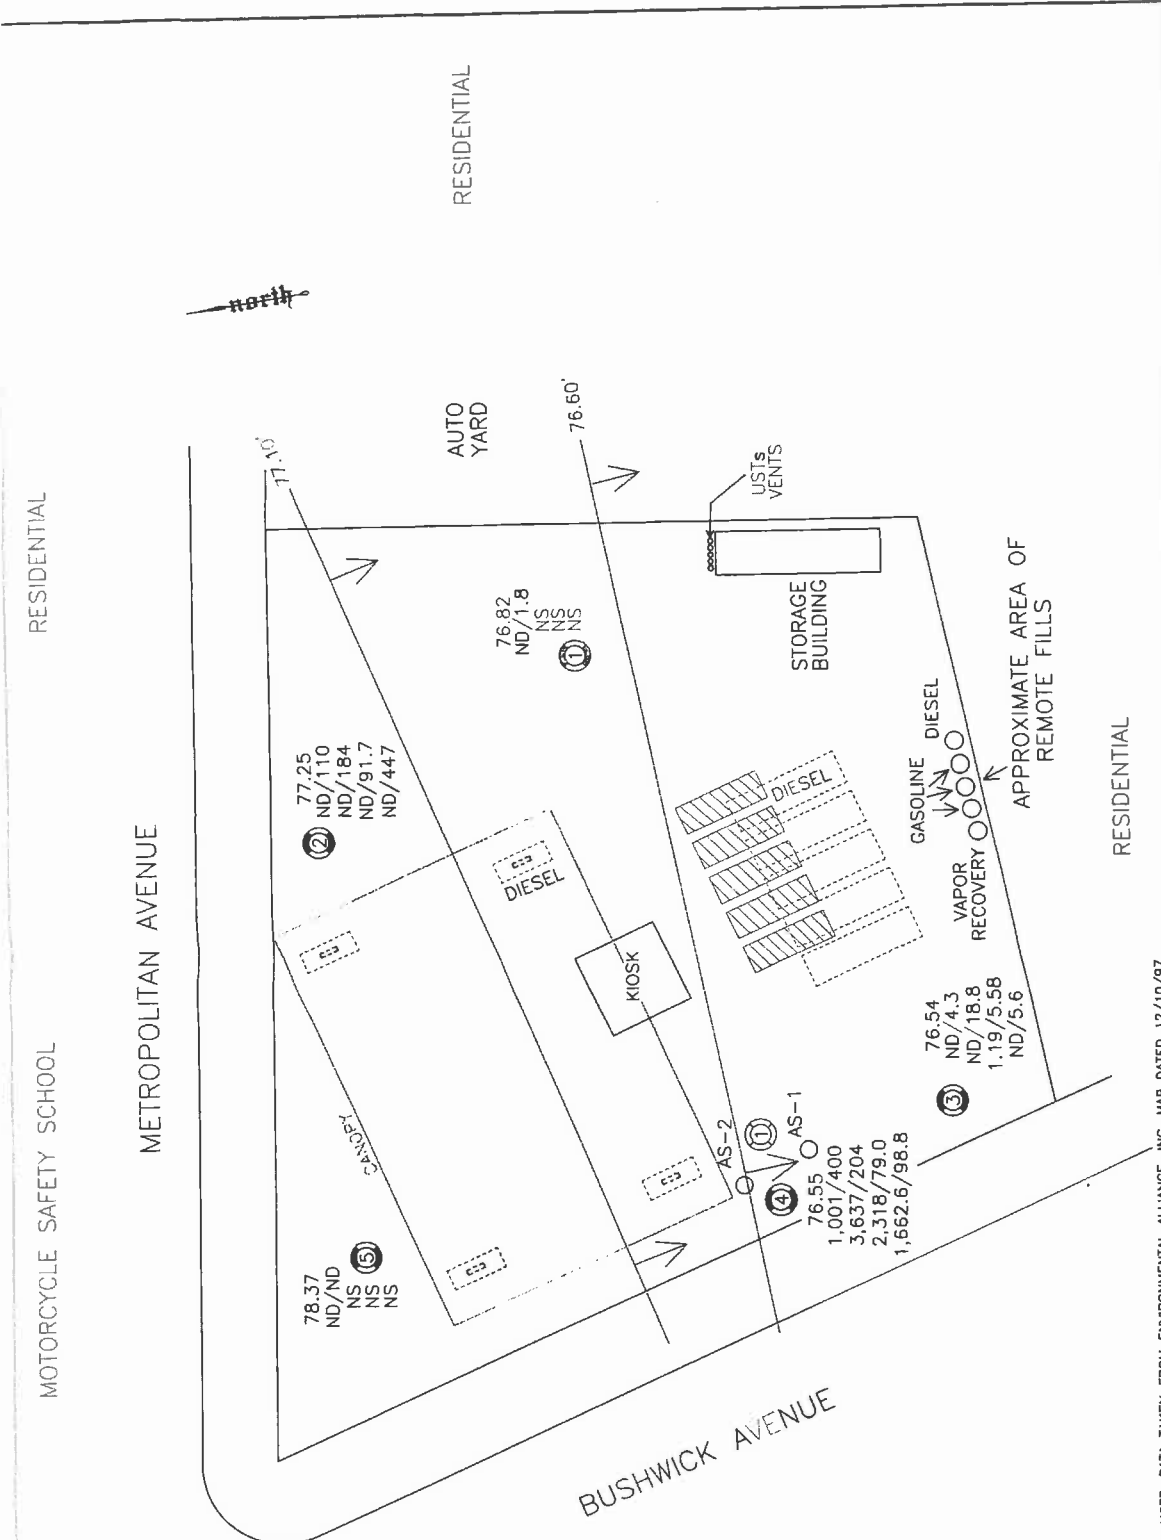 MOTORCYCLE SAFETY SCHOOL
RESIDENTIAL
METROPOLITAN AVENUE
north
RESIDENTIAL
77.10'
AUTO
YARD
76.60'
78.37
ND/ND
NS
NS
NS
(5)
CANOPY
77.25
ND/110
ND/184
ND/91.7
ND/447
(2)
DIESEL
76.82
ND/1.8
NS
NS
NS
(1)
KIOSK
USTs
VENTS
STORAGE
BUILDING
AS-2
(1)
AS-1
(4)
76.55
1,001/400
3,637/204
2,318/79.0
1,662.6/98.8
DIESEL
GASOLINE
DIESEL
VAPOR
RECOVERY
APPROXIMATE AREA OF
REMOTE FILLS
(3)
76.54
ND/4.3
ND/18.8
1.19/5.58
ND/5.6
BUSHWICK AVENUE
RESIDENTIAL